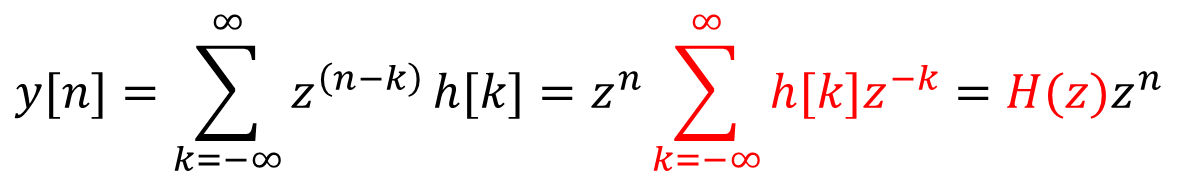 y[n] = ∑_{k=−∞}^{∞} z^{(n−k)} h[k] = z^n ∑_{k=−∞}^{∞} h[k]z^{−k} = H(z)z^n